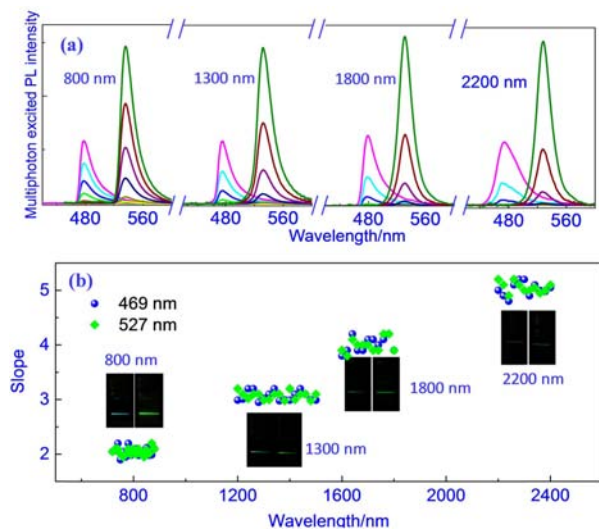 (a)
Multiphoton excited PL intensity
800 nm
1300 nm
1800 nm
2200 nm
480 560 480 560 480 560 480 560
Wavelength/nm
(b)
469 nm
527 nm
Slope
5
4
3
2
800 nm
1300 nm
1800 nm
2200 nm
800 1200 1600 2000 2400
Wavelength/nm